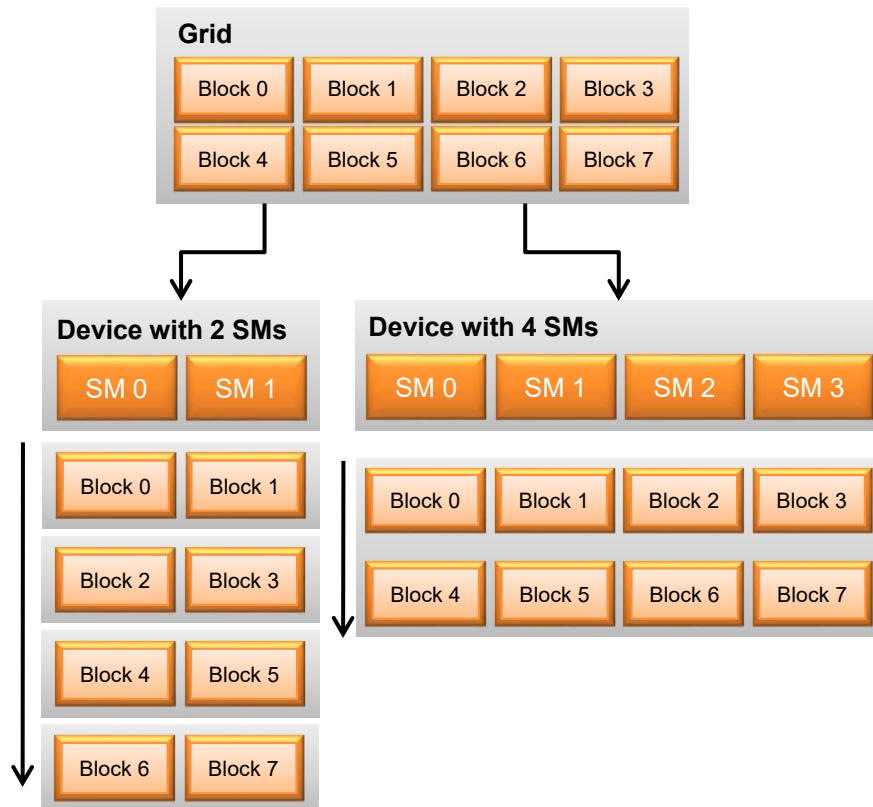 Grid
Block 0 Block 1 Block 2 Block 3
Block 4 Block 5 Block 6 Block 7
Device with 2 SMs
SM 0 SM 1
Block 0 Block 1
Block 2 Block 3
Block 4 Block 5
Block 6 Block 7
Device with 4 SMs
SM 0 SM 1 SM 2 SM 3
Block 0 Block 1 Block 2 Block 3
Block 4 Block 5 Block 6 Block 7